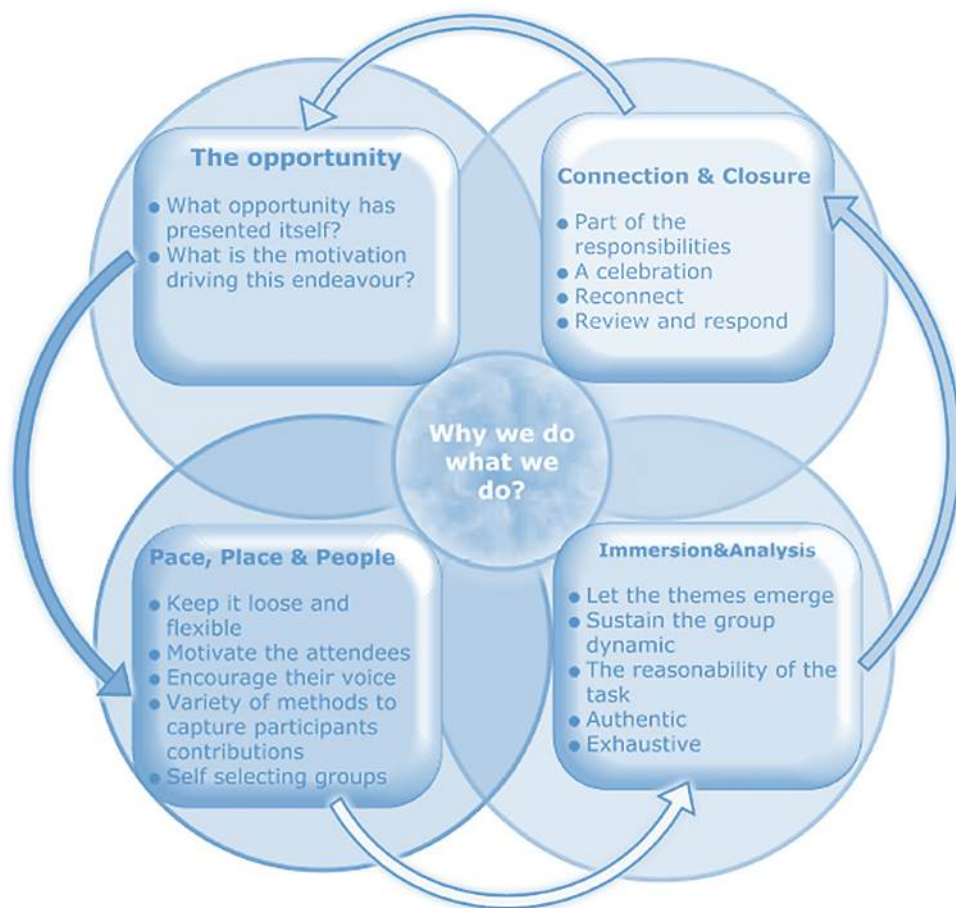 The opportunity
● What opportunity has
presented itself?
● What is the motivation
driving this endeavour?
Connection & Closure
● Part of the
responsibilities
● A celebration
● Reconnect
● Review and respond
Why we do
what we
do?
Pace, Place & People
● Keep it loose and
flexible
● Motivate the attendees
● Encourage their voice
● Variety of methods to
capture participants
contributions
● Self selecting groups
Immersion&Analysis
● Let the themes emerge
● Sustain the group
dynamic
● The reasonability of the
task
● Authentic
● Exhaustive